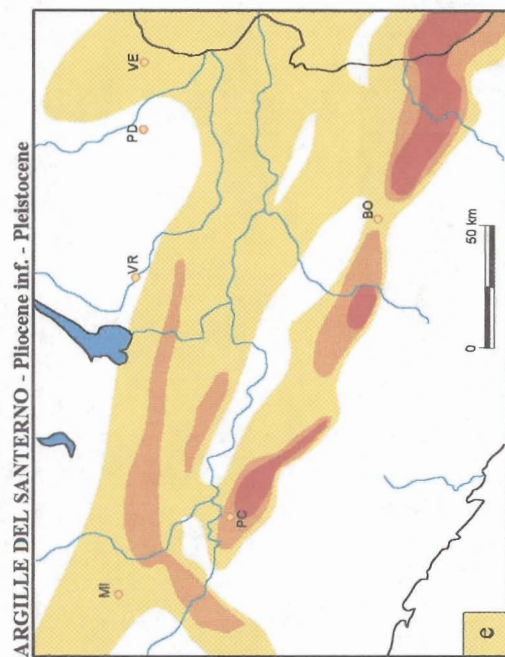 ARGILLE DEL SANTERNO - Pliocene inf. - Pleistocene
VE
PD
VR
MI
BO
PC
0 50 km
e